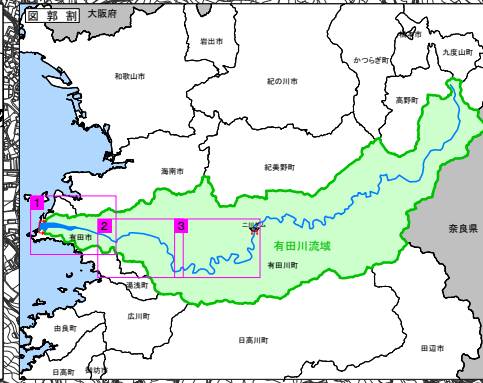 図 郭 割
大阪府
岩出市
和歌山市
紀の川市
かつらぎ町
九度山町
高野町
海南市
紀美野町
1
2
3
有田市
有田川流域
有田川町
奈良県
湯浅町
広川町
由良町
日高川町
田辺市
日高町
御坊市